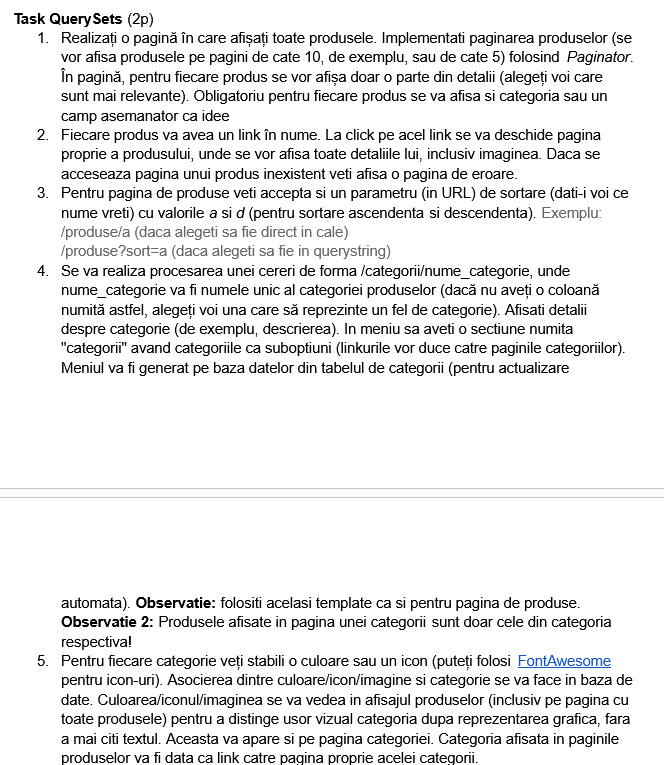 Task QuerySets (2p)
1. Realizați o pagină în care afișați toate produsele. Implementati paginarea produselor (se
vor afisa produsele pe pagini de cate 10, de exemplu, sau de cate 5) folosind Paginator.
În pagină, pentru fiecare produs se vor afișa doar o parte din detalii (alegeți voi care
sunt mai relevante). Obligatoriu pentru fiecare produs se va afisa si categoria sau un
camp asemanator ca idee
2. Fiecare produs va avea un link în nume. La click pe acel link se va deschide pagina
proprie a produsului, unde se vor afisa toate detaliile lui, inclusiv imaginea. Daca se
acceseaza pagina unui produs inexistent veti afisa o pagina de eroare.
3. Pentru pagina de produse veti accepta si un parametru (in URL) de sortare (dati-i voi ce
nume vreti) cu valorile a si d (pentru sortare ascendenta si descendenta). Exemplu:
/produse/a (daca alegeti sa fie direct in cale)
/produse?sort=a (daca alegeti sa fie in querystring)
4. Se va realiza procesarea unei cereri de forma /categorii/nume_categorie, unde
nume_categorie va fi numele unic al categoriei produselor (dacă nu aveți o coloană
numită astfel, alegeți voi una care să reprezinte un fel de categorie). Afisati detalii
despre categorie (de exemplu, descrierea). In meniu sa aveti o sectiune numita
"categorii" avand categoriile ca suboptiuni (linkurile vor duce catre paginile categoriilor).
Meniul va fi generat pe baza datelor din tabelul de categorii (pentru actualizare
automata). Observatie: folositi acelasi template ca si pentru pagina de produse.
Observatie 2: Produsele afisate in pagina unei categorii sunt doar cele din categoria
respectiva!
5. Pentru fiecare categorie veți stabili o culoare sau un icon (puteți folosi FontAwesome
pentru icon-uri). Asocierea dintre culoare/icon/imagine si categorie se va face in baza de
date. Culoarea/iconul/imaginea se va vedea in afisajul produselor (inclusiv pe pagina cu
toate produsele) pentru a distinge usor vizual categoria dupa reprezentarea grafica, fara
a mai citi textul. Aceasta va apare si pe pagina categoriei. Categoria afisata in paginile
produselor va fi data ca link catre pagina proprie acelei categorii.